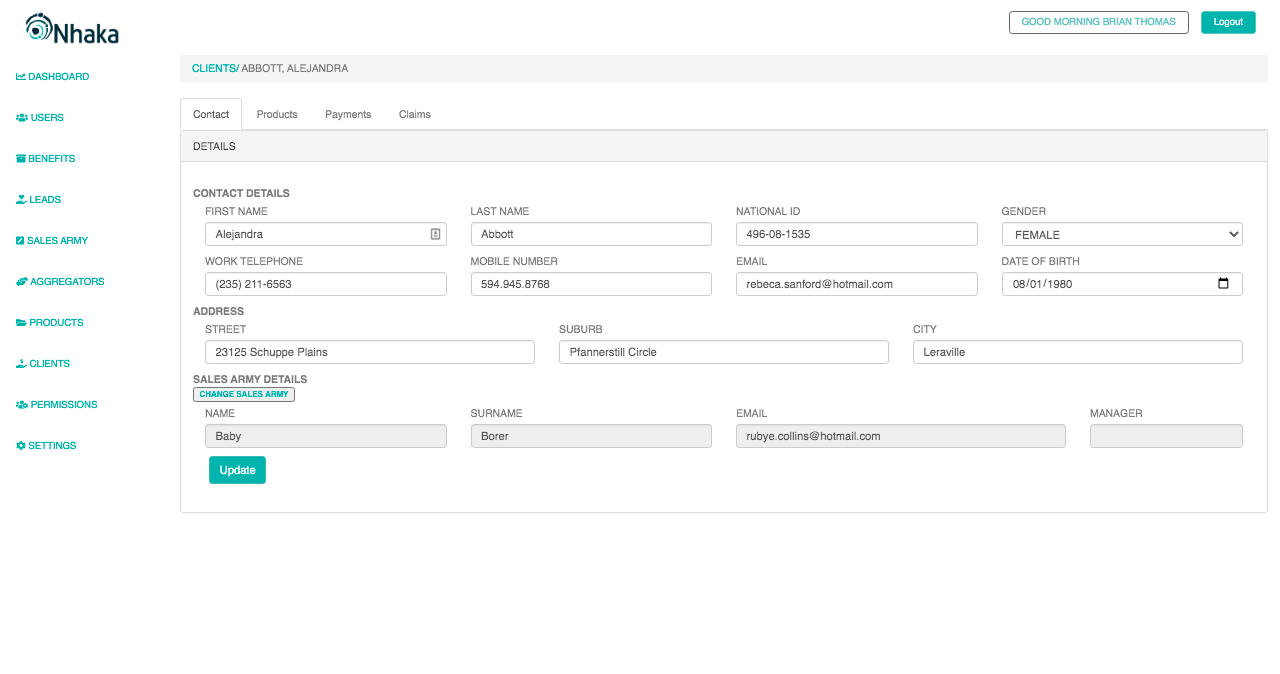 Nhaka
GOOD MORNING BRIAN THOMAS
Logout
DASHBOARD
USERS
BENEFITS
LEADS
SALES ARMY
AGGREGATORS
PRODUCTS
CLIENTS
PERMISSIONS
SETTINGS
CLIENTS/ ABBOTT, ALEJANDRA
Contact Products Payments Claims
DETAILS
CONTACT DETAILS
FIRST NAME LAST NAME NATIONAL ID GENDER
Alejandra Abbott 496-08-1535 FEMALE
WORK TELEPHONE MOBILE NUMBER EMAIL DATE OF BIRTH
(235) 211-6563 594.945.8768 rebeca.sanford@hotmail.com 08/01/1980
ADDRESS
STREET SUBURB CITY
23125 Schuppe Plains Pfannerstill Circle Leraville
SALES ARMY DETAILS
CHANGE SALES ARMY
NAME SURNAME EMAIL MANAGER
Baby Borer rubye.collins@hotmail.com
Update